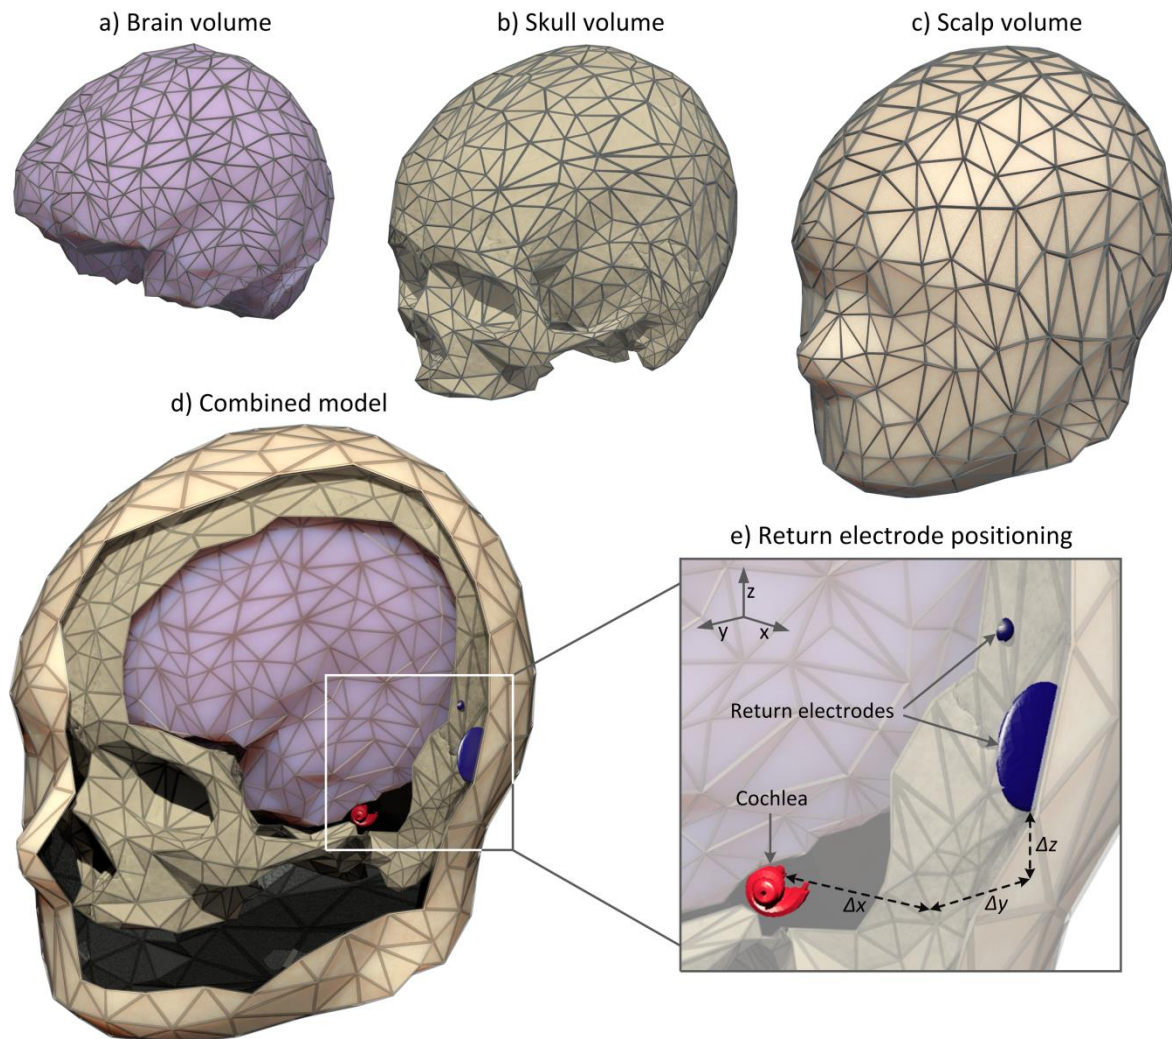 a) Brain volume
b) Skull volume
c) Scalp volume
d) Combined model
e) Return electrode positioning
z
y
x
Return electrodes
Cochlea
Δz
Δx
Δy